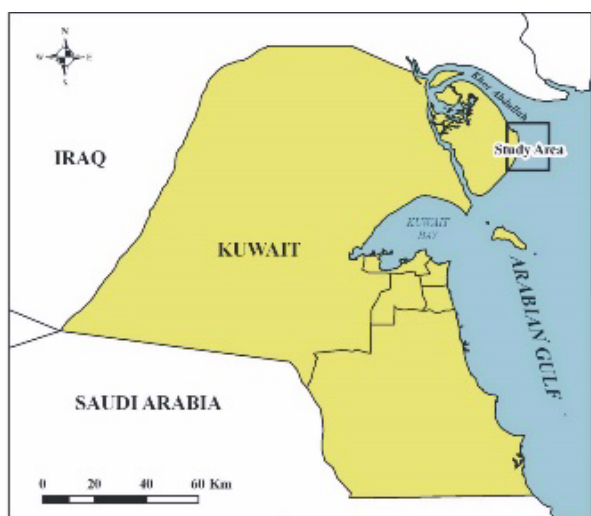 N
W E
S
Khor Abdullah
Study Area
IRAQ
KUWAIT
BAY
KUWAIT
ARABIAN GULF
SAUDI ARABIA
0 20 40 60 Km